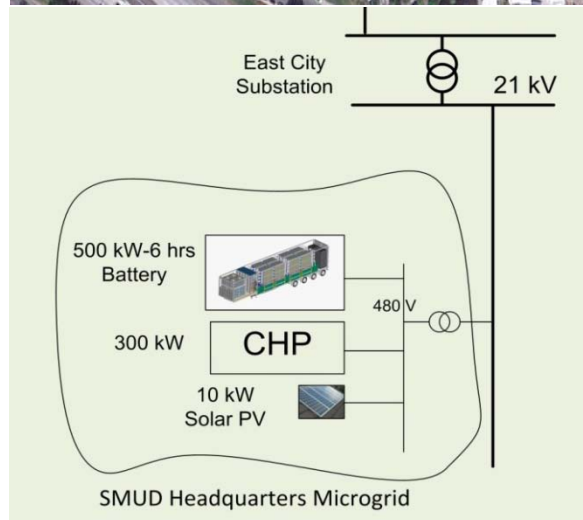 East City
Substation
21 kV
500 kW-6 hrs
Battery
480 V
300 kW
CHP
10 kW
Solar PV
SMUD Headquarters Microgrid